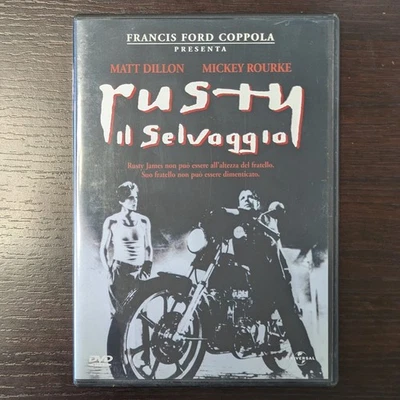 FRANCIS FORD COPPOLA
PRESENTA
MATT DILLON MICKEY ROURKE
rusty
il selvaggio
Rusty James non può essere all'altezza del fratello.
Suo fratello non può essere dimenticato.
DVD
UNIVERSAL